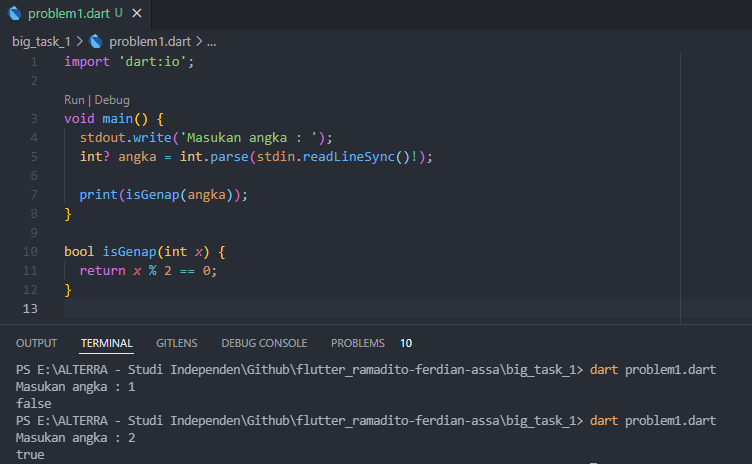 problem1.dart U ×
big_task_1 > problem1.dart > ...
1 import 'dart:io';
2
Run | Debug
3 void main() {
4 stdout.write('Masukan angka : ');
5 int? angka = int.parse(stdin.readLineSync()!);
6
7 print(isGenap(angka));
8 }
9
10 bool isGenap(int x) {
11 return x % 2 == 0;
12 }
13
OUTPUT TERMINAL GITLENS DEBUG CONSOLE PROBLEMS 10
PS E:\ALTERRA - Studi Independen\Github\flutter_ramadito-ferdian-assa\big_task_1> dart problem1.dart
Masukan angka : 1
false
PS E:\ALTERRA - Studi Independen\Github\flutter_ramadito-ferdian-assa\big_task_1> dart problem1.dart
Masukan angka : 2
true